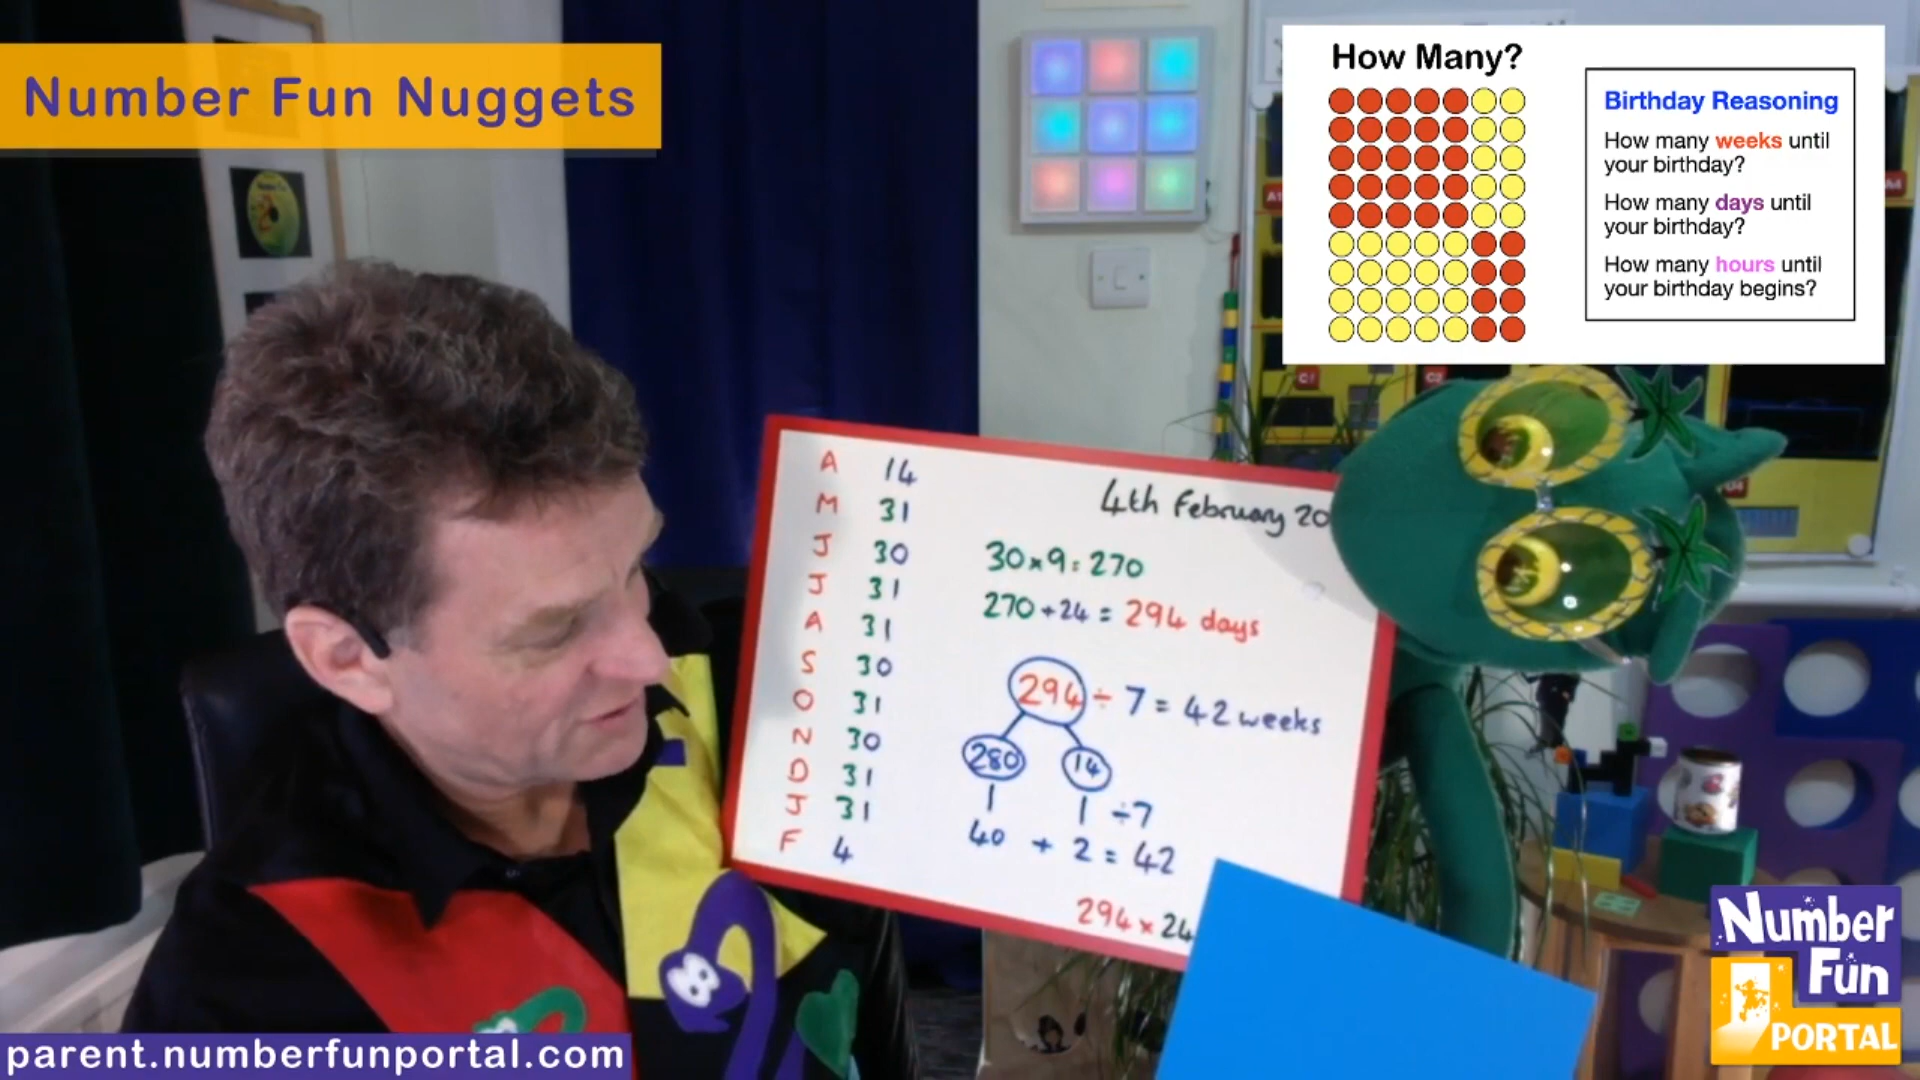 Number Fun Nuggets
How Many?
Birthday Reasoning
How many weeks until
your birthday?
How many days until
your birthday?
How many hours until
your birthday begins?
A 14
M 31
J 30
J 31
A 31
S 30
O 31
N 30
D 31
J 31
F 4
4th February 20
30×9=270
270+24 = 294 days
294 ÷ 7 = 42 weeks
280 14
÷7
40 + 2 = 42
294 × 24
C1
C2
Number
Fun
PORTAL
parent.numberfunportal.com